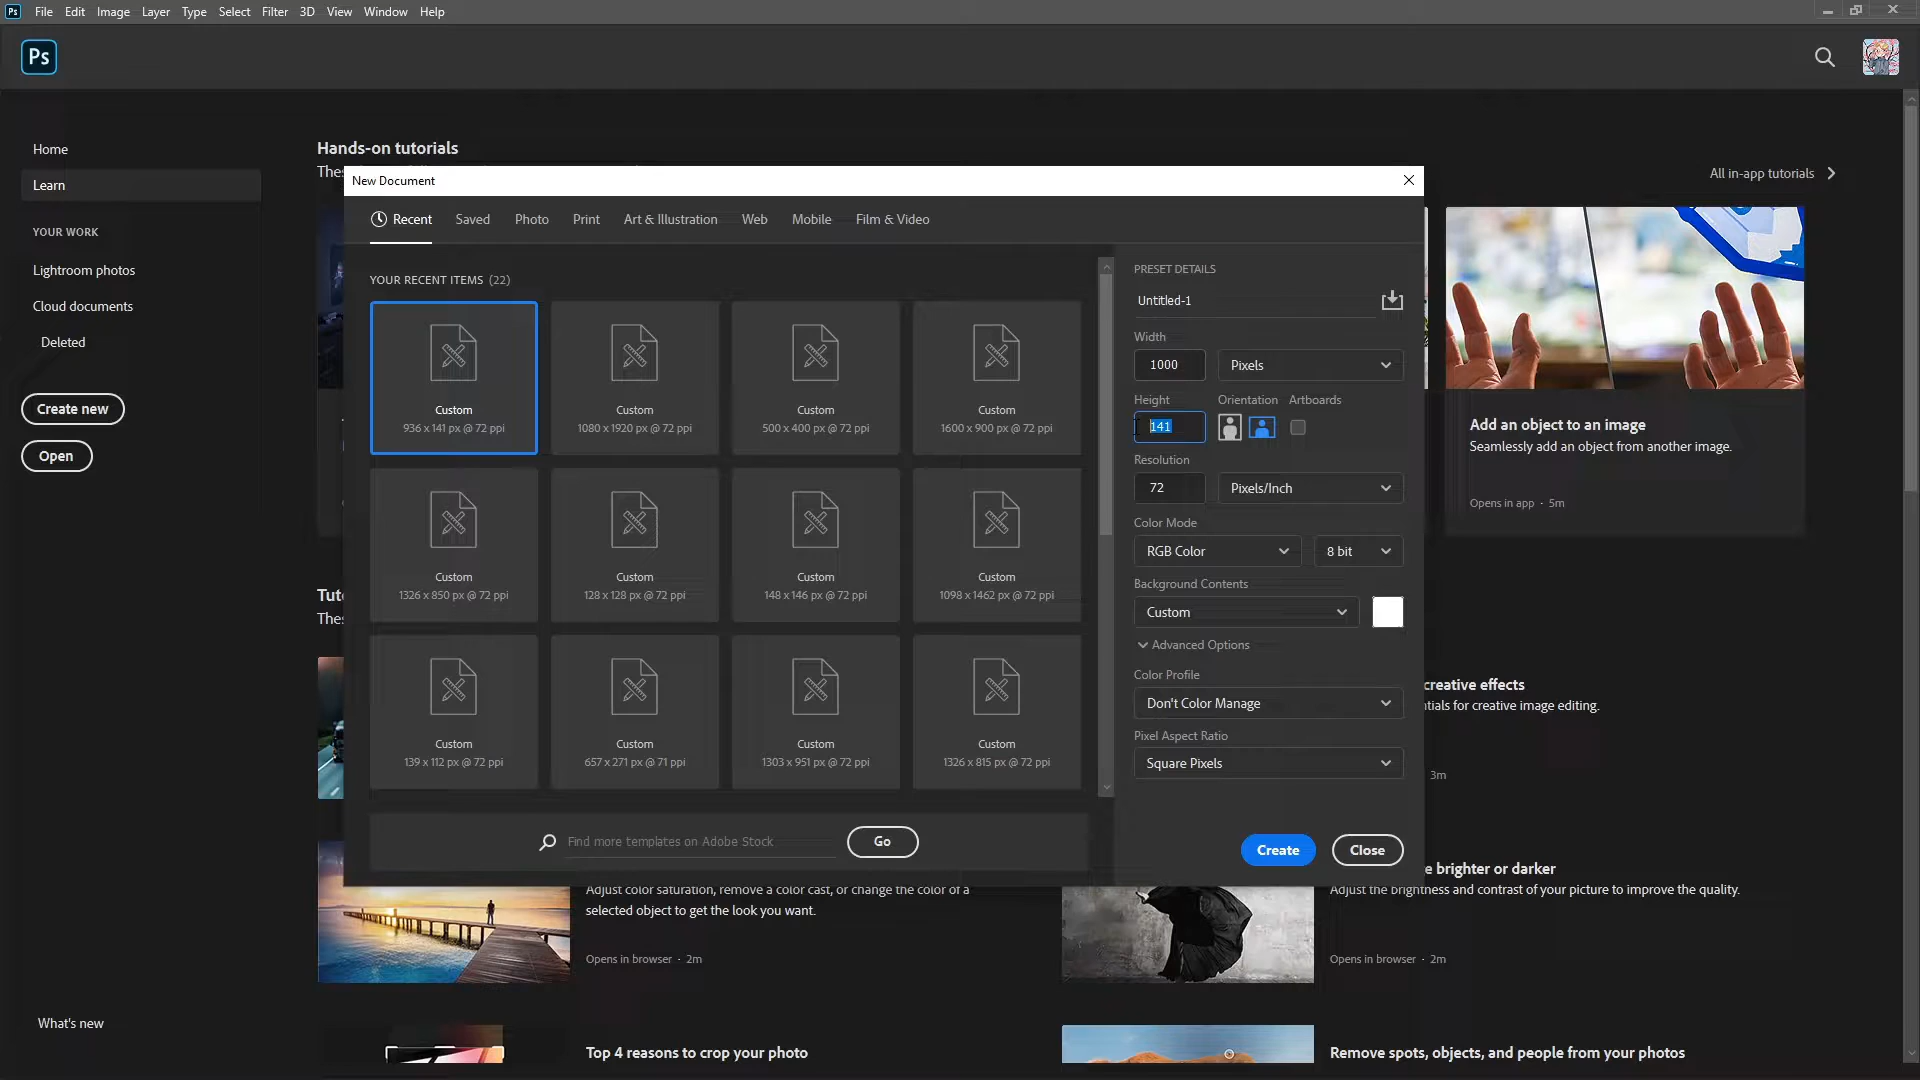 Ps File Edit Image Layer Type Select Filter 3D View Window Help
Ps
Home
Learn
YOUR WORK
Lightroom photos
Cloud documents
Deleted
Create new
Open
What's new
Hands-on tutorials
All in-app tutorials
New Document
Recent Saved Photo Print Art & Illustration Web Mobile Film & Video
YOUR RECENT ITEMS (22)
Custom
936 x 141 px @ 72 ppi
Custom
1080 x 1920 px @ 72 ppi
Custom
500 x 400 px @ 72 ppi
Custom
1600 x 900 px @ 72 ppi
Custom
1326 x 850 px @ 72 ppi
Custom
128 x 128 px @ 72 ppi
Custom
148 x 146 px @ 72 ppi
Custom
1098 x 1462 px @ 72 ppi
Custom
139 x 112 px @ 72 ppi
Custom
657 x 271 px @ 71 ppi
Custom
1303 x 951 px @ 72 ppi
Custom
1326 x 815 px @ 72 ppi
Find more templates on Adobe Stock
Go
PRESET DETAILS
Untitled-1
Width
1000 Pixels
Height Orientation Artboards
141
Resolution
72 Pixels/Inch
Color Mode
RGB Color 8 bit
Background Contents
Custom
Advanced Options
Color Profile
Don't Color Manage
Pixel Aspect Ratio
Square Pixels
Create Close
Add an object to an image
Seamlessly add an object from another image.
Opens in app · 5m
creative effects
for creative image editing.
3m
Adjust color saturation, remove a color cast, or change the color of a
selected object to get the look you want.
Opens in browser · 2m
brighter or darker
Adjust the brightness and contrast of your picture to improve the quality.
Opens in browser · 2m
Top 4 reasons to crop your photo
Remove spots, objects, and people from your photos